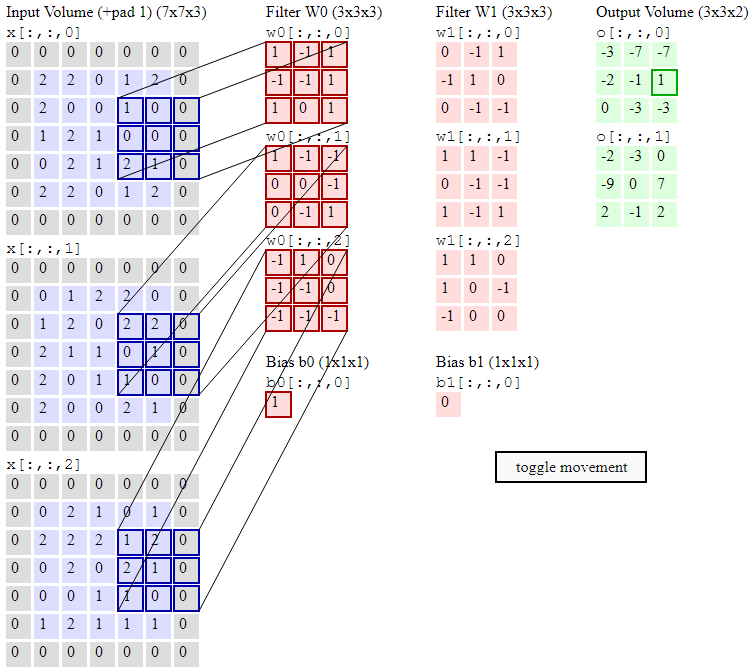 Input Volume (+pad 1) (7x7x3)
x[:,:,0]
0 0 0 0 0 0 0
0 2 2 0 1 2 0
0 2 0 0 1 0 0
0 1 2 1 0 0 0
0 0 2 1 2 1 0
0 2 2 0 1 2 0
0 0 0 0 0 0 0
x[:,:,1]
0 0 0 0 0 0 0
0 0 1 2 2 0 0
0 1 2 0 2 2 0
0 2 1 1 0 1 0
0 2 0 1 1 0 0
0 2 0 0 2 1 0
0 0 0 0 0 0 0
x[:,:,2]
0 0 0 0 0 0 0
0 0 2 1 0 1 0
0 2 2 2 1 2 0
0 0 2 0 2 1 0
0 0 0 1 1 0 0
0 1 2 1 1 1 0
0 0 0 0 0 0 0
Filter W0 (3x3x3)
w0[:,:,0]
1 -1 1
-1 -1 1
1 0 1
w0[:,:,1]
1 -1 -1
0 0 -1
0 -1 1
w0[:,:,2]
-1 1 0
-1 -1 0
-1 -1 -1
Bias b0 (1x1x1)
b0[:,:,0]
1
Filter W1 (3x3x3)
w1[:,:,0]
0 -1 1
-1 1 0
0 -1 -1
w1[:,:,1]
1 1 -1
0 -1 -1
-1 -1 1
w1[:,:,2]
1 1 0
1 0 -1
-1 0 0
Bias b1 (1x1x1)
b1[:,:,0]
0
Output Volume (3x3x2)
o[:,:,0]
-3 -7 -7
-2 -1 1
0 -3 -3
o[:,:,1]
-2 -3 0
-9 0 7
2 -1 2
toggle movement